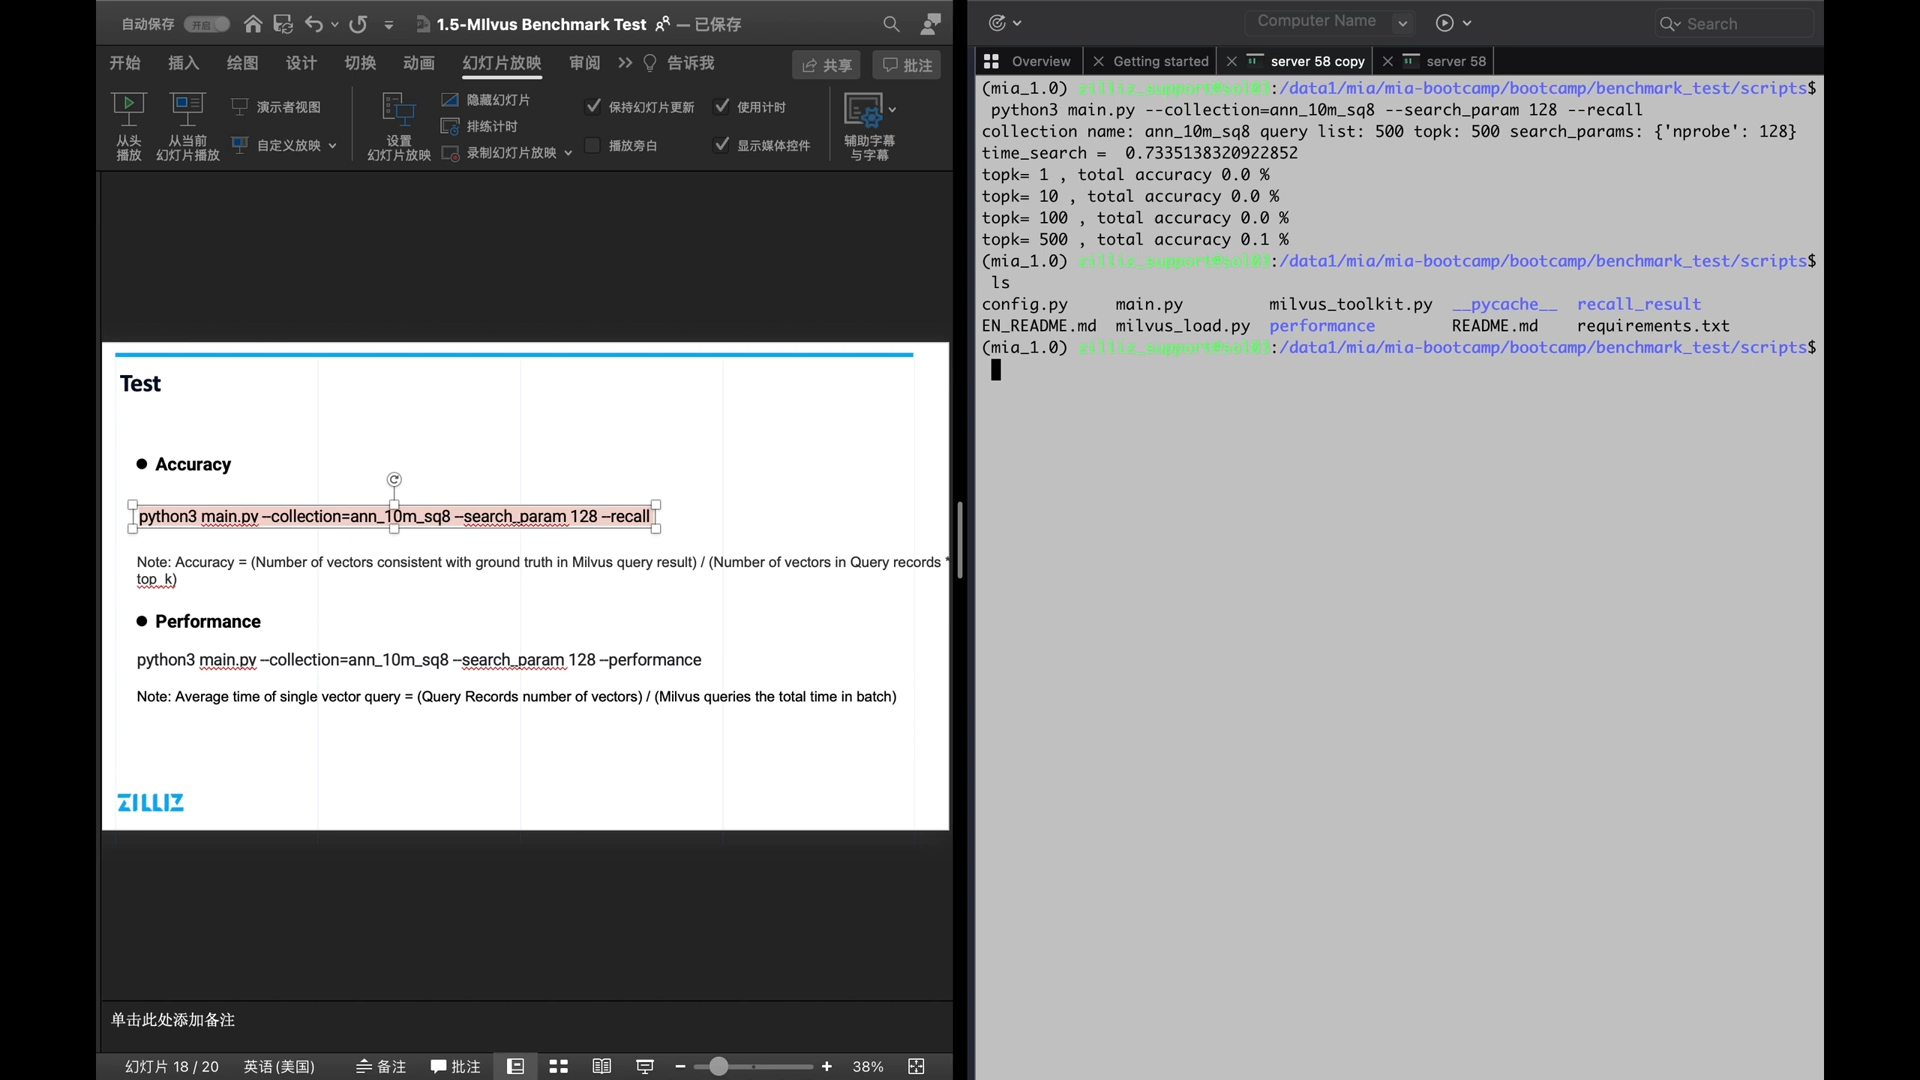 自动保存 开启 1.5-MIlvus Benchmark Test — 已保存
开始 插入 绘图 设计 切换 动画 幻灯片放映 审阅 告诉我 共享 批注
从头播放 从当前幻灯片播放 演示者视图 自定义放映 设置幻灯片放映 隐藏幻灯片 排练计时 录制幻灯片放映 保持幻灯片更新 使用计时 播放旁白 显示媒体控件 辅助字幕与字幕
Test
Accuracy
python3 main.py --collection=ann_10m_sq8 --search_param 128 --recall
Note: Accuracy = (Number of vectors consistent with ground truth in Milvus query result) / (Number of vectors in Query records *
top_k)
Performance
python3 main.py --collection=ann_10m_sq8 --search_param 128 --performance
Note: Average time of single vector query = (Query Records number of vectors) / (Milvus queries the total time in batch)
ZILLIZ
单击此处添加备注
幻灯片 18 / 20 英语(美国) 备注 批注 38%
Computer Name Search
Overview Getting started server 58 copy server 58
(mia_1.0) zilliz_support@sol03:/data1/mia/mia-bootcamp/bootcamp/benchmark_test/scripts$
python3 main.py --collection=ann_10m_sq8 --search_param 128 --recall
collection name: ann_10m_sq8 query list: 500 topk: 500 search_params: {'nprobe': 128}
time_search = 0.7335138320922852
topk= 1 , total accuracy 0.0 %
topk= 10 , total accuracy 0.0 %
topk= 100 , total accuracy 0.0 %
topk= 500 , total accuracy 0.1 %
(mia_1.0) zilliz_support@sol03:/data1/mia/mia-bootcamp/bootcamp/benchmark_test/scripts$
ls
config.py main.py milvus_toolkit.py __pycache__ recall_result
EN_README.md milvus_load.py performance README.md requirements.txt
(mia_1.0) zilliz_support@sol03:/data1/mia/mia-bootcamp/bootcamp/benchmark_test/scripts$